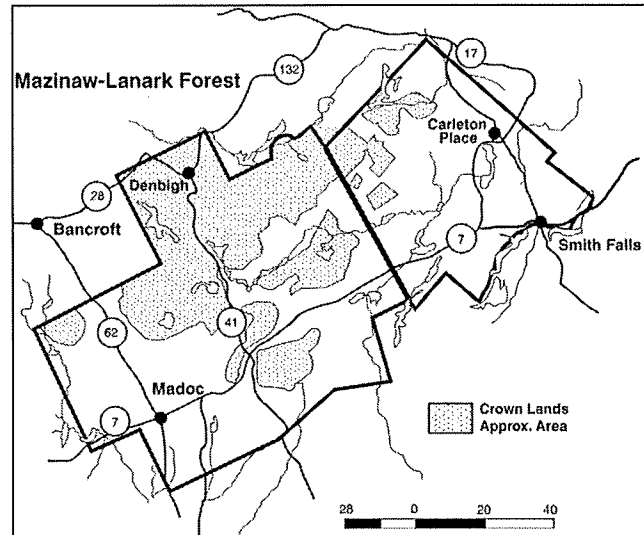 Mazinaw-Lanark Forest
132
17
Carleton
Place
Denbigh
28
Bancroft
7
Smith Falls
62
41
Madoc
7
Crown Lands
Approx. Area
28 0 20 40